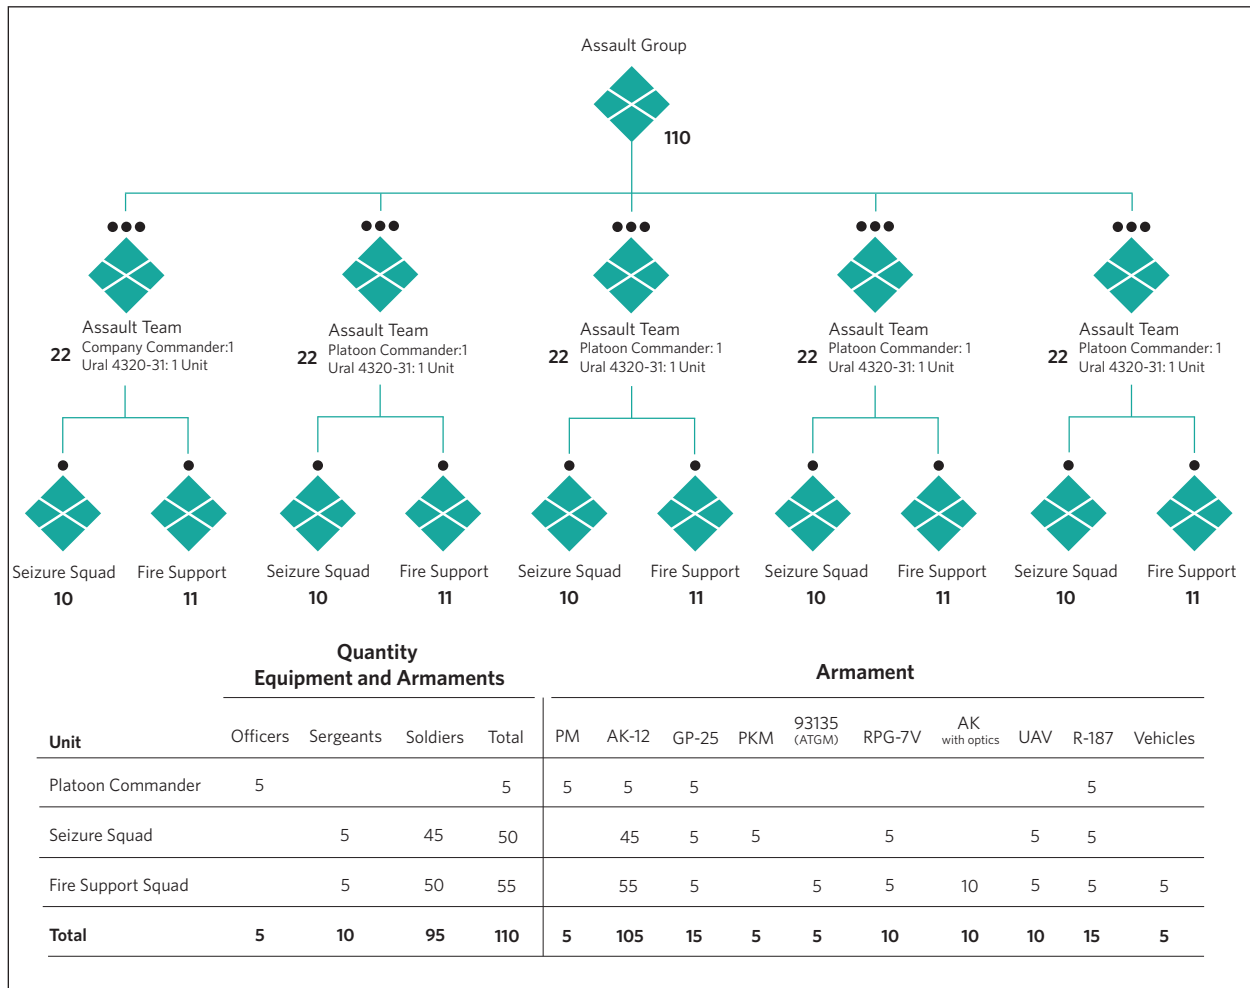 Assault Group
110
Assault Team
22 Company Commander:1
Ural 4320-31: 1 Unit
Assault Team
22 Platoon Commander:1
Ural 4320-31: 1 Unit
Assault Team
22 Platoon Commander: 1
Ural 4320-31: 1 Unit
Assault Team
22 Platoon Commander: 1
Ural 4320-31: 1 Unit
Assault Team
22 Platoon Commander: 1
Ural 4320-31: 1 Unit
Seizure Squad
10
Fire Support
11
Seizure Squad
10
Fire Support
11
Seizure Squad
10
Fire Support
11
Seizure Squad
10
Fire Support
11
Seizure Squad
10
Fire Support
11
Quantity
Equipment and Armaments
Armament
Unit Officers Sergeants Soldiers Total PM AK-12 GP-25 PKM 93135 (ATGM) RPG-7V AK with optics UAV R-187 Vehicles
Platoon Commander 5 5 5 5 5 5
Seizure Squad 5 45 50 45 5 5 5 5 5
Fire Support Squad 5 50 55 55 5 5 5 10 5 5 5
Total 5 10 95 110 5 105 15 5 5 10 10 10 15 5